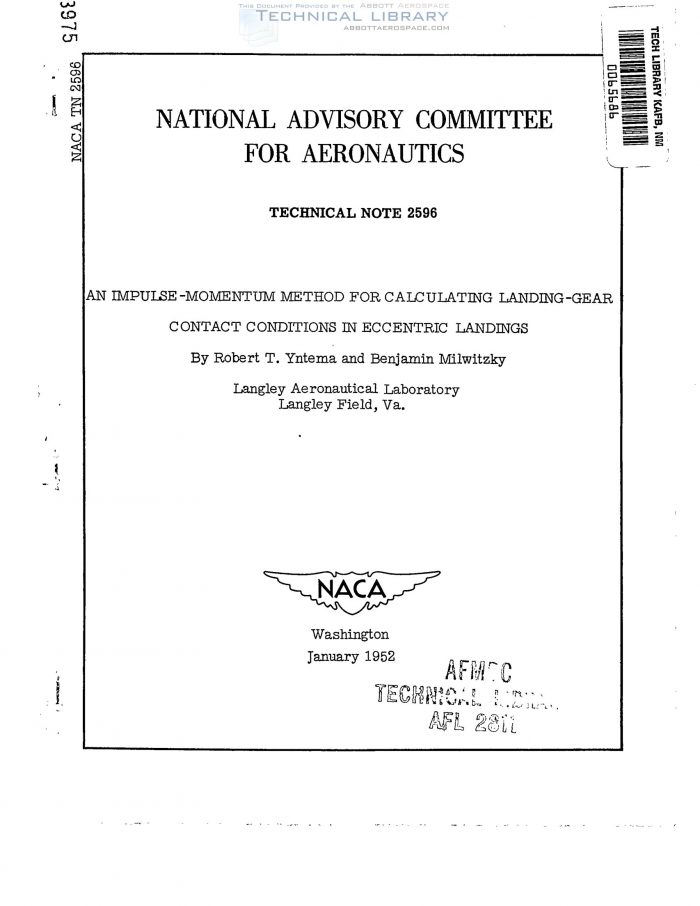 THIS DOCUMENT PROVIDED BY THE ABBOTT AEROSPACE
TECHNICAL LIBRARY
ABBOTTAEROSPACE.COM
3975
NACA TN 2596
TECH LIBRARY KAFB, NM
0065686
NATIONAL ADVISORY COMMITTEE
FOR AERONAUTICS
TECHNICAL NOTE 2596
AN IMPULSE-MOMENTUM METHOD FOR CALCULATING LANDING-GEAR
CONTACT CONDITIONS IN ECCENTRIC LANDINGS
By Robert T. Yntema and Benjamin Milwitzky
Langley Aeronautical Laboratory
Langley Field, Va.
NACA
Washington
January 1952
TECHNICAL
AFL